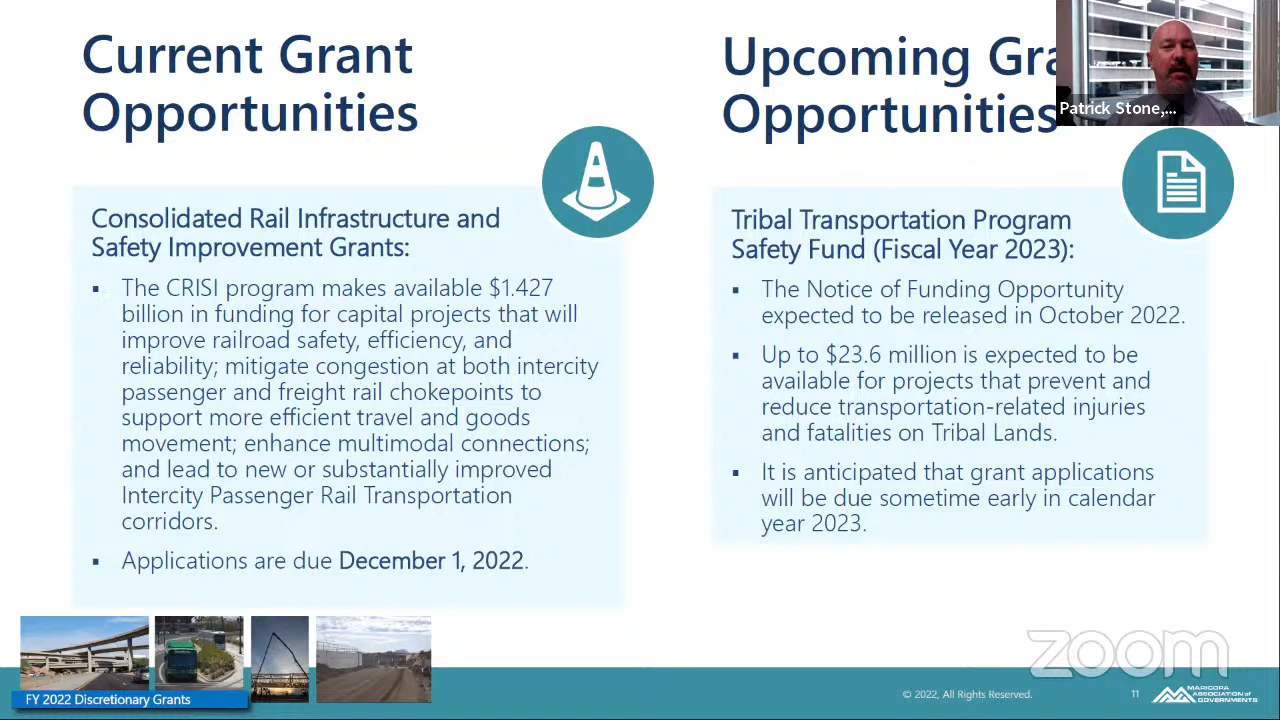 Current Grant
Opportunities
Consolidated Rail Infrastructure and
Safety Improvement Grants:
▪ The CRISI program makes available $1.427
billion in funding for capital projects that will
improve railroad safety, efficiency, and
reliability; mitigate congestion at both intercity
passenger and freight rail chokepoints to
support more efficient travel and goods
movement; enhance multimodal connections;
and lead to new or substantially improved
Intercity Passenger Rail Transportation
corridors.
▪ Applications are due December 1, 2022.
Upcoming Gra
Opportunities
Patrick Stone,...
Tribal Transportation Program
Safety Fund (Fiscal Year 2023):
▪ The Notice of Funding Opportunity
expected to be released in October 2022.
▪ Up to $23.6 million is expected to be
available for projects that prevent and
reduce transportation-related injuries
and fatalities on Tribal Lands.
▪ It is anticipated that grant applications
will be due sometime early in calendar
year 2023.
zoom
FY 2022 Discretionary Grants
© 2022, All Rights Reserved.
11
MARICOPA
ASSOCIATION of
GOVERNMENTS